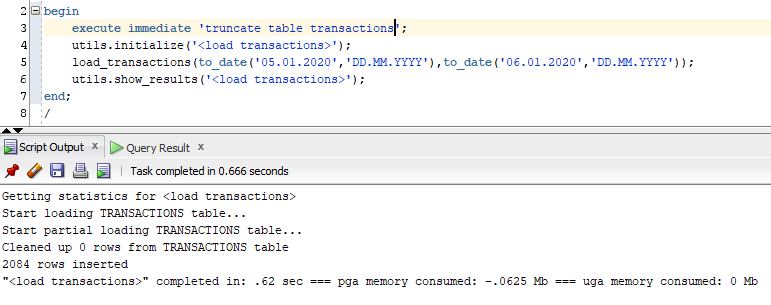 2 begin
3 execute immediate 'truncate table transactions';
4 utils.initialize('<load transactions>');
5 load_transactions(to_date('05.01.2020','DD.MM.YYYY'),to_date('06.01.2020','DD.MM.YYYY'));
6 utils.show_results('<load transactions>');
7 end;
8 /
Script Output x Query Result x
Task completed in 0.666 seconds
Getting statistics for <load transactions>
Start loading TRANSACTIONS table...
Start partial loading TRANSACTIONS table...
Cleaned up 0 rows from TRANSACTIONS table
2084 rows inserted
"<load transactions>" completed in: .62 sec === pga memory consumed: -.0625 Mb === uga memory consumed: 0 Mb